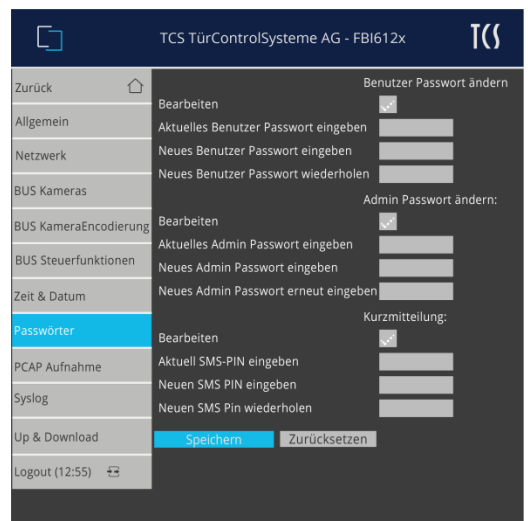 TCS TürControlSysteme AG - FBI612x
TCS
Zurück
Allgemein
Netzwerk
BUS Kameras
BUS KameraEncodierung
BUS Steuerfunktionen
Zeit & Datum
Passwörter
PCAP Aufnahme
Syslog
Up & Download
Logout (12:55)
Benutzer Passwort ändern
Bearbeiten
Aktuelles Benutzer Passwort eingeben
Neues Benutzer Passwort eingeben
Neues Benutzer Passwort wiederholen
Admin Passwort ändern:
Bearbeiten
Aktuelles Admin Passwort eingeben
Neues Admin Passwort eingeben
Neues Admin Passwort erneut eingeben
Kurzmitteilung:
Bearbeiten
Aktuell SMS-PIN eingeben
Neuen SMS PIN eingeben
Neuen SMS Pin wiederholen
Speichern
Zurücksetzen